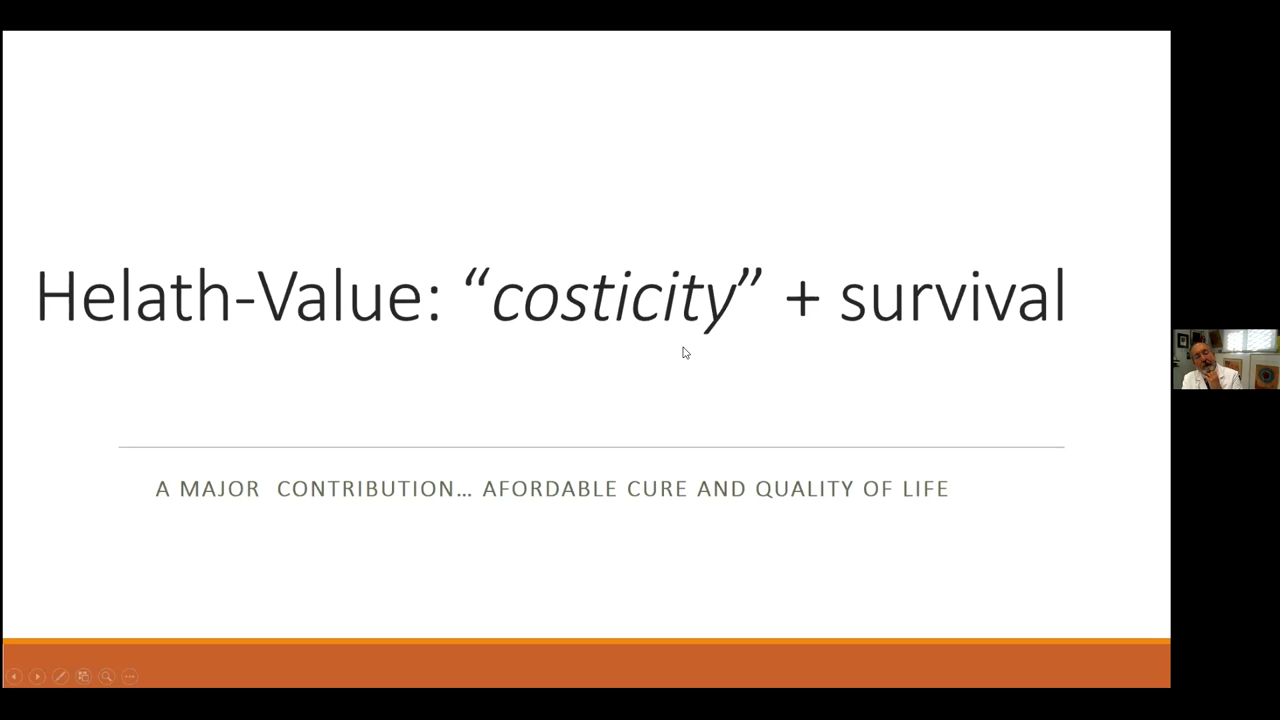 Helath-Value: “costicity” + survival
A MAJOR  CONTRIBUTION… AFORDABLE CURE AND QUALITY OF LIFE